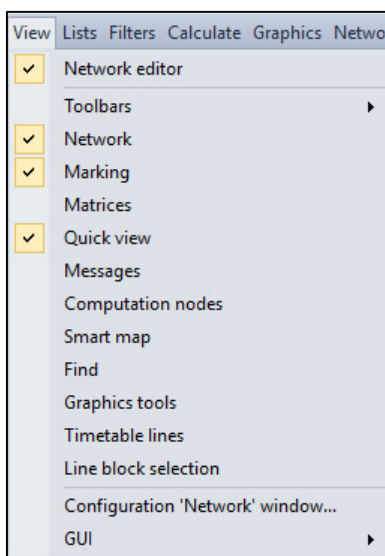 View Lists Filters Calculate Graphics Netwo
Network editor
Toolbars
Network
Marking
Matrices
Quick view
Messages
Computation nodes
Smart map
Find
Graphics tools
Timetable lines
Line block selection
Configuration 'Network' window...
GUI